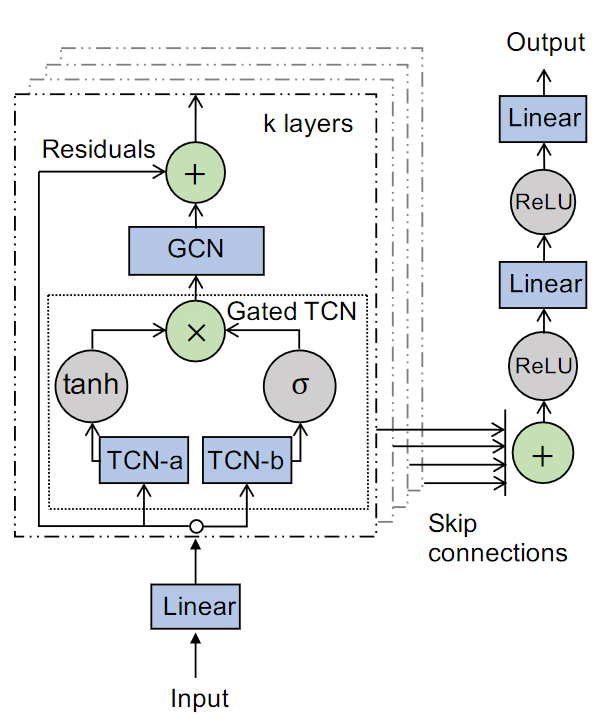 Output
k layers
Linear
Residuals
+
ReLU
GCN
Linear
Gated TCN
×
tanh
σ
ReLU
TCN-a
TCN-b
+
Skip
connections
Linear
Input